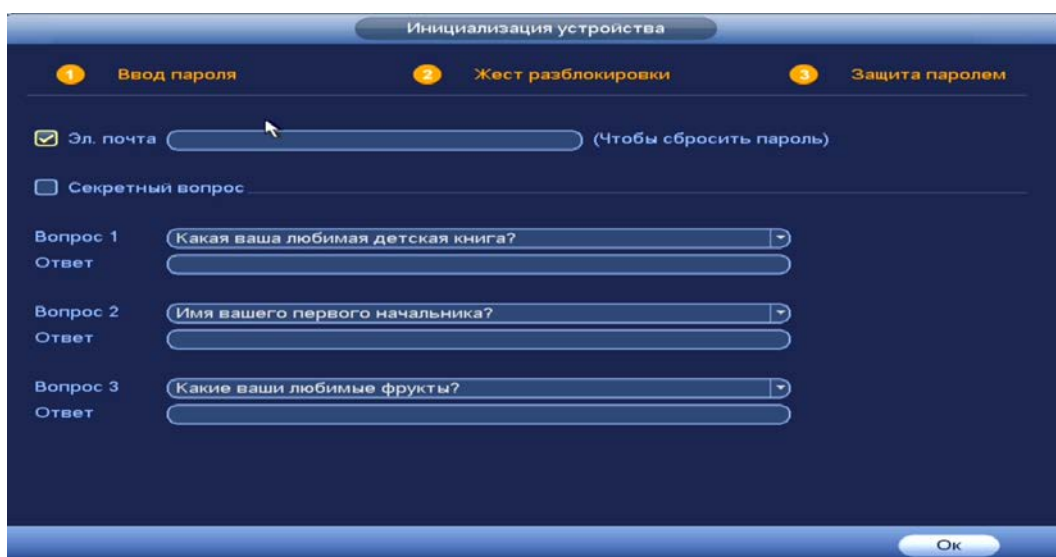 Инициализация устройства
1 Ввод пароля 2 Жест разблокировки 3 Защита паролем
Эл. почта (Чтобы сбросить пароль)
Секретный вопрос
Вопрос 1 Какая ваша любимая детская книга?
Ответ
Вопрос 2 Имя вашего первого начальника?
Ответ
Вопрос 3 Какие ваши любимые фрукты?
Ответ
Ок